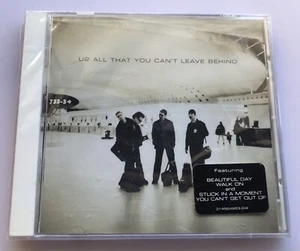 U2 ALL THAT YOU CAN'T LEAVE BEHIND
Featuring
BEAUTIFUL DAY
WALK ON
and
STUCK IN A MOMENT
YOU CAN'T GET OUT OF